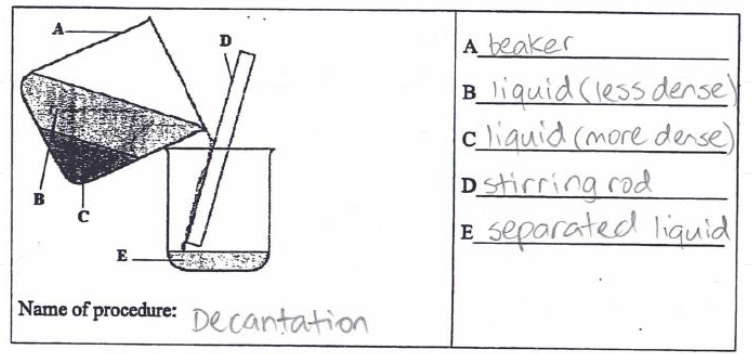 A
D
B
C
E
Name of procedure: Decantation
A beaker
B liquid (less dense)
C liquid (more dense)
D stirring rod
E separated liquid